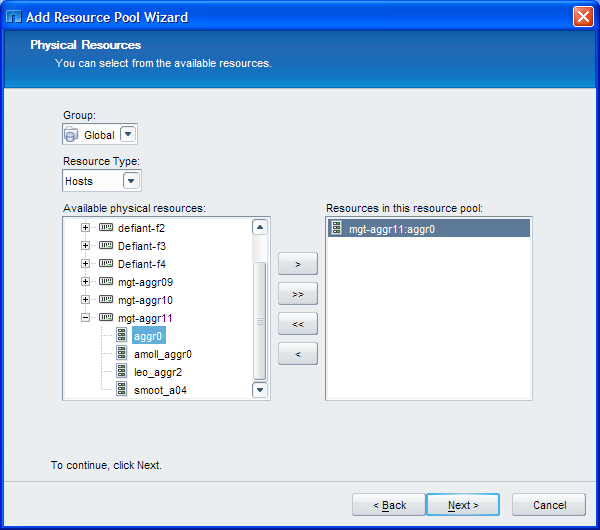 Add Resource Pool Wizard
Physical Resources
You can select from the available resources.
Group:
Global
Resource Type:
Hosts
Available physical resources:
defiant-f2
Defiant-f3
Defiant-f4
mgt-aggr09
mgt-aggr10
mgt-aggr11
aggr0
amoll_aggr0
leo_aggr2
smoot_a04
>
>>
<<
<
Resources in this resource pool:
mgt-aggr11:aggr0
To continue, click Next.
< Back
Next >
Cancel